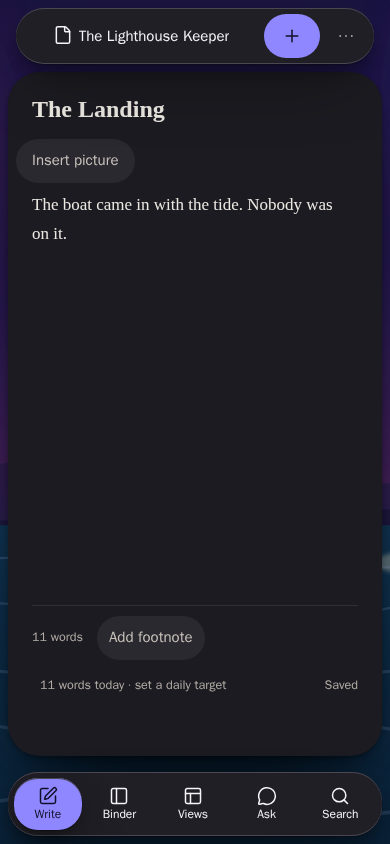 The Lighthouse Keeper
The Landing
Insert picture
The boat came in with the tide. Nobody was
on it.
11 words
Add footnote
11 words today · set a daily target
Saved
Write
Binder
Views
Ask
Search